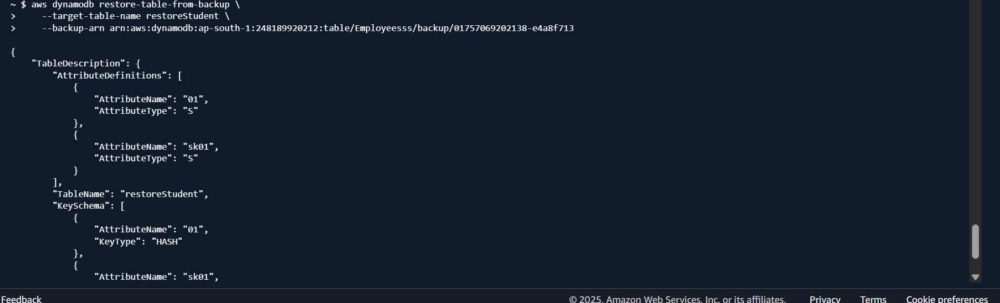 ~ $ aws dynamodb restore-table-from-backup \
>     --target-table-name restoreStudent \
>     --backup-arn arn:aws:dynamodb:ap-south-1:248189920212:table/Employeesss/backup/01757069202138-e4a8f713

{
    "TableDescription": {
        "AttributeDefinitions": [
            {
                "AttributeName": "01",
                "AttributeType": "S"
            },
            {
                "AttributeName": "sk01",
                "AttributeType": "S"
            }
        ],
        "TableName": "restoreStudent",
        "KeySchema": [
            {
                "AttributeName": "01",
                "KeyType": "HASH"
            },
            {
                "AttributeName": "sk01",
Feedback © 2025, Amazon Web Services, Inc. or its affiliates. Privacy Terms Cookie preferences